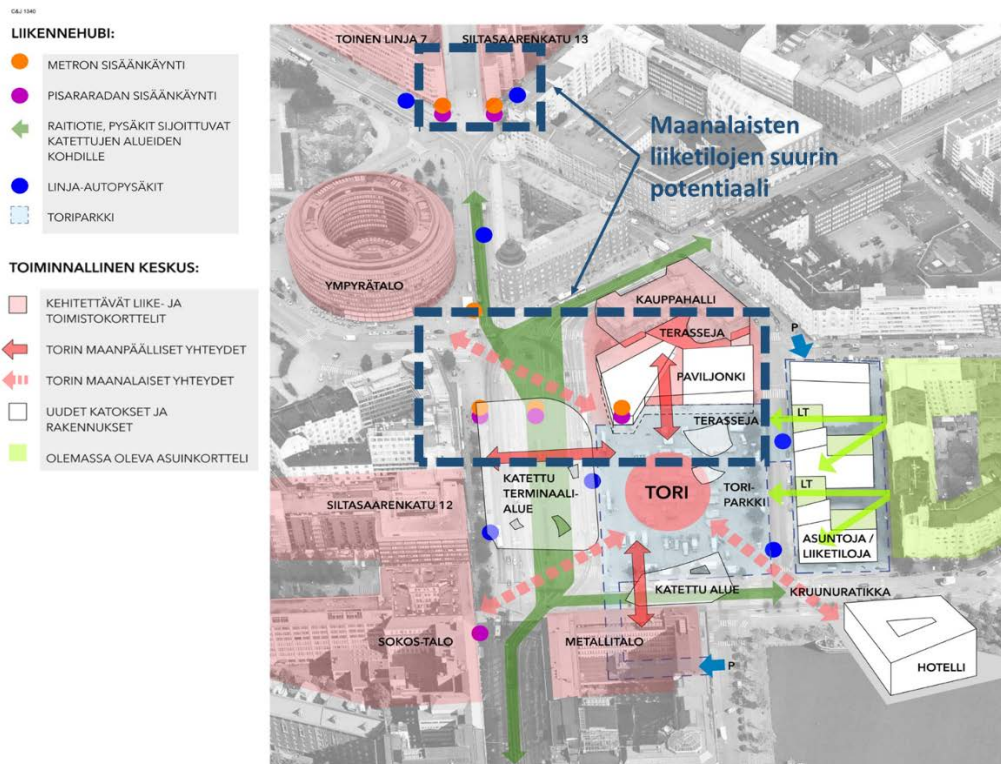 C&J 1040
LIIKENNEHUBI:
METRON SISÄÄNKÄYNTI
PISARARADAN SISÄÄNKÄYNTI
RAITIOTIE, PYSÄKIT SIJOITTUVAT
KATETTUJEN ALUEIDEN
KOHDILLE
LINJA-AUTOPYSÄKIT
TORIPARKKI
TOIMINNALLINEN KESKUS:
KEHITETTÄVÄT LIIKE- JA
TOIMISTOKORTTELIT
TORIN MAANPÄÄLLISET YHTEYDET
TORIN MAANALAISET YHTEYDET
UUDET KATOKSET JA
RAKENNUKSET
OLEMASSA OLEVA ASUINKORTTELI
TOINEN LINJA 7
SILTASAARENKATU 13
Maanalaisten
liiketilojen suurin
potentiaali
YMPYRÄTALO
KAUPPAHALLI
TERASSEJA
PAVILJONKI
TERASSEJA
P
LT
KATETTU
TERMINAALI-
ALUE
TORI
TORI-
PARKKI
LT
SILTASAARENKATU 12
ASUNTOJA /
LIIKETILOJA
KATETTU ALUE
KRUUNURATIKKA
SOKOS-TALO
METALLITALO
P
HOTELLI